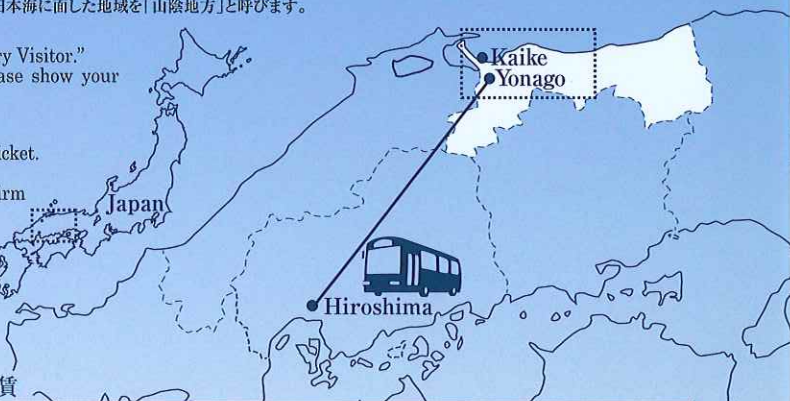 日本海に面した地域を「山陰地方」と呼びます。
ry Visitor.”
ase show your
icket.
arm
Japan
Kaike
Yonago
Hiroshima
賃